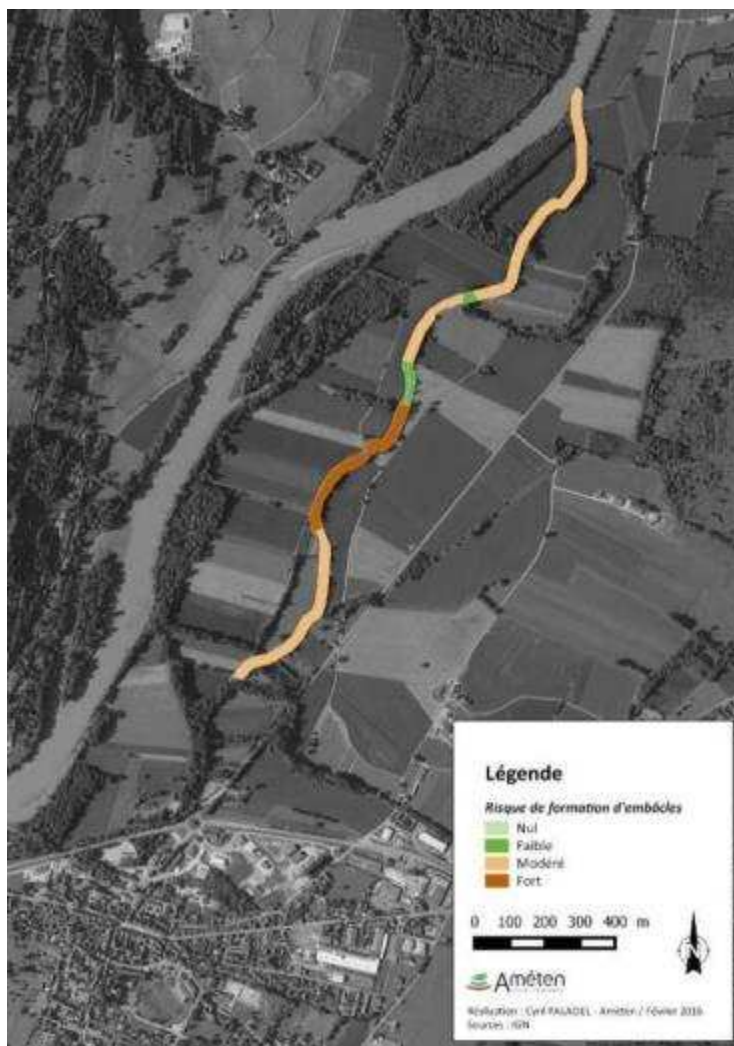 Légende
Risque de formation d'embâcles
Nul
Faible
Modéré
Fort
0 100 200 300 400 m
N
Améten
Réalisation : Cyril PALADEL - Améten / Février 2016
Sources : IGN